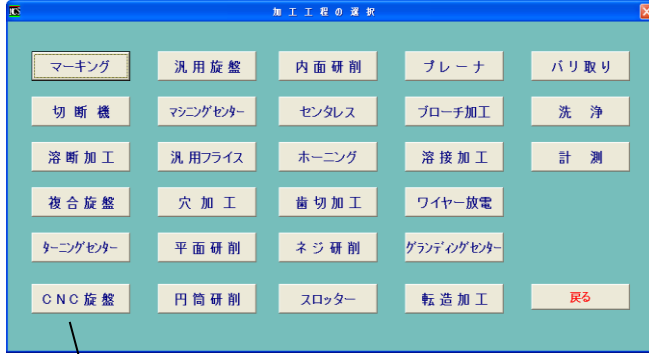 加工工程の選択
マーキング 汎用旋盤 内面研削 プレーナ バリ取り
切断機 マシニングセンター センタレス ブローチ加工 洗浄
溶断加工 汎用フライス ホーニング 溶接加工 計測
複合旋盤 穴加工 歯切加工 ワイヤー放電
ターニングセンター 平面研削 ネジ研削 グランディングセンター
CNC旋盤 円筒研削 スロッター 転造加工 戻る